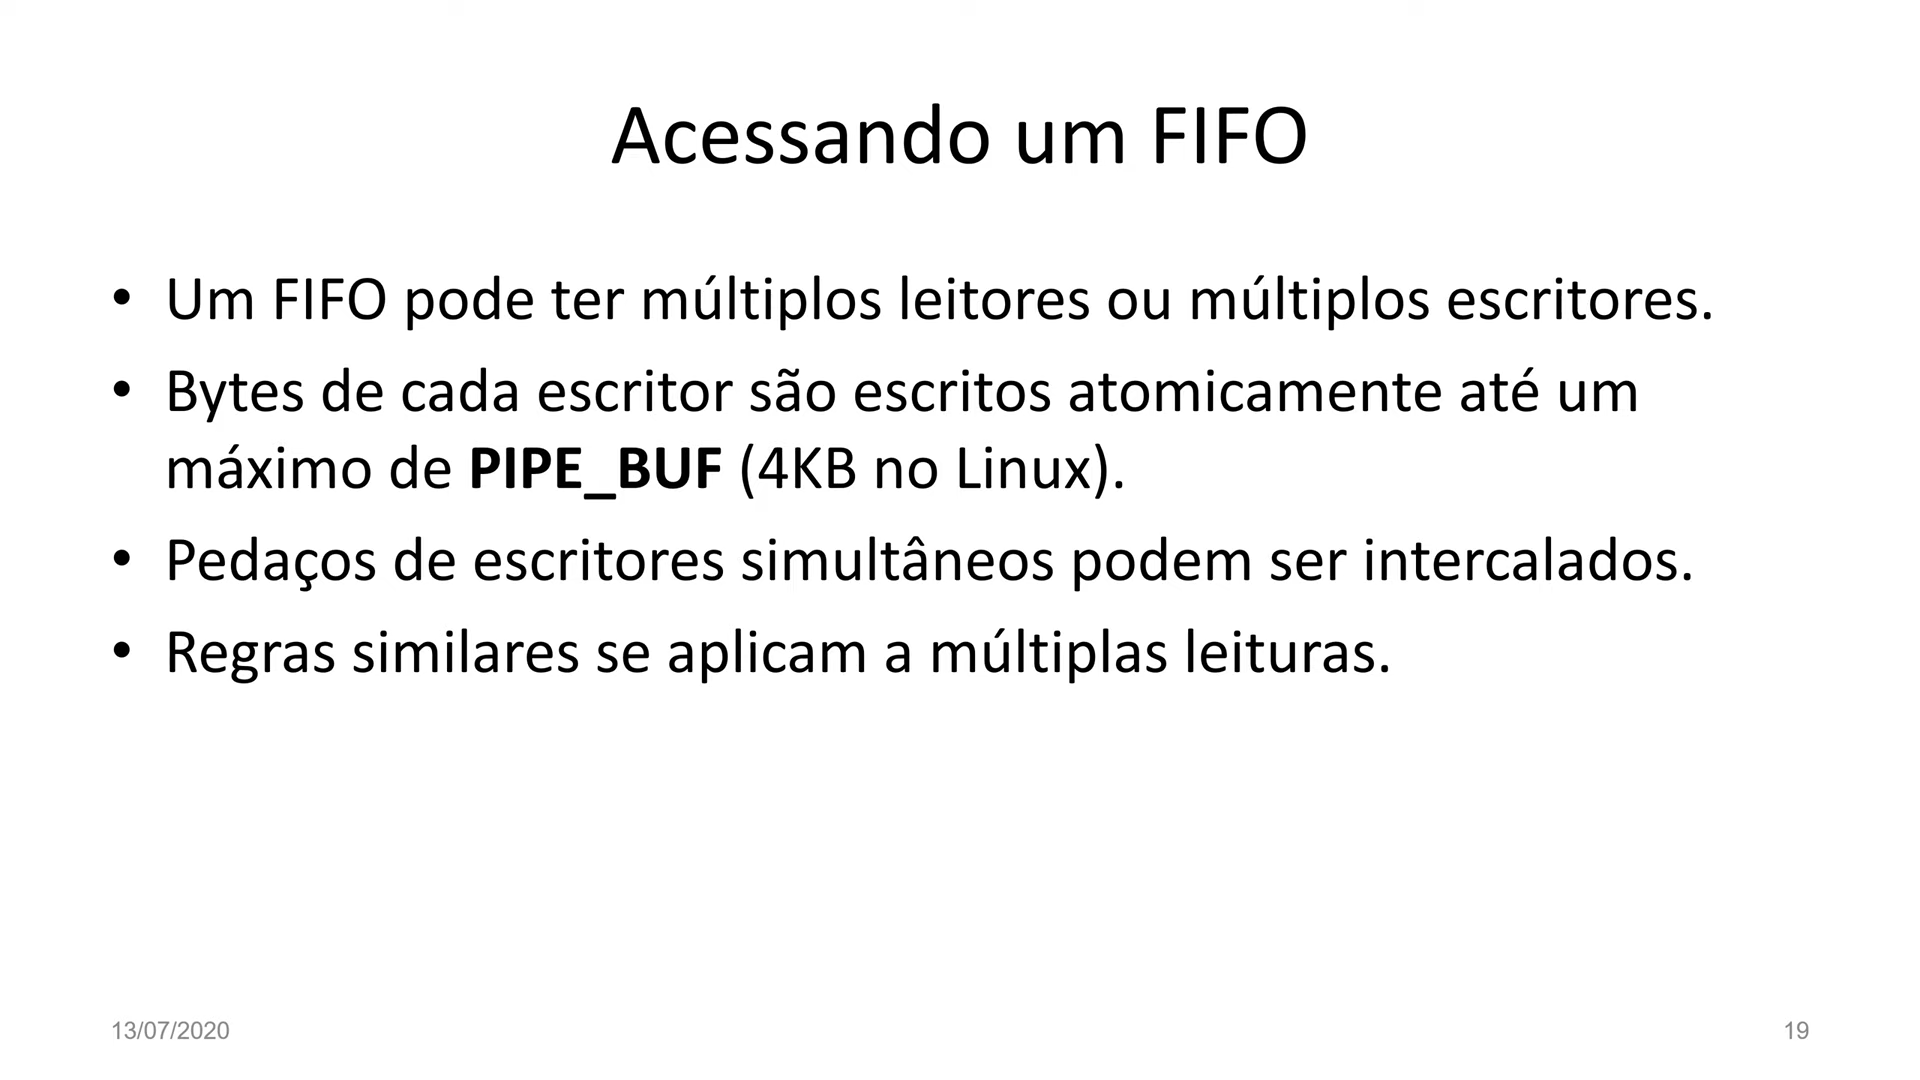 Acessando um FIFO
• Um FIFO pode ter múltiplos leitores ou múltiplos escritores.
• Bytes de cada escritor são escritos atomicamente até um
máximo de PIPE_BUF (4KB no Linux).
• Pedaços de escritores simultâneos podem ser intercalados.
• Regras similares se aplicam a múltiplas leituras.
13/07/2020
19